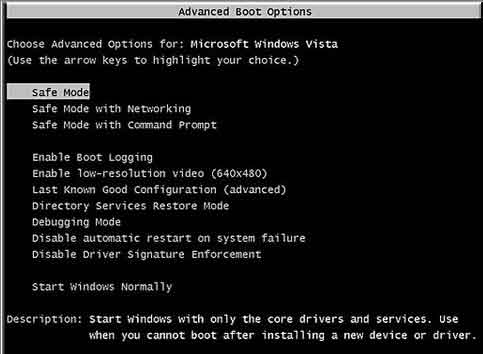 Advanced Boot Options
Choose Advanced Options for: Microsoft Windows Vista
(Use the arrow keys to highlight your choice.)
Safe Mode
Safe Mode with Networking
Safe Mode with Command Prompt
Enable Boot Logging
Enable low-resolution video (640x480)
Last Known Good Configuration (advanced)
Directory Services Restore Mode
Debugging Mode
Disable automatic restart on system failure
Disable Driver Signature Enforcement
Start Windows Normally
Description: Start Windows with only the core drivers and services. Use
when you cannot boot after installing a new device or driver.